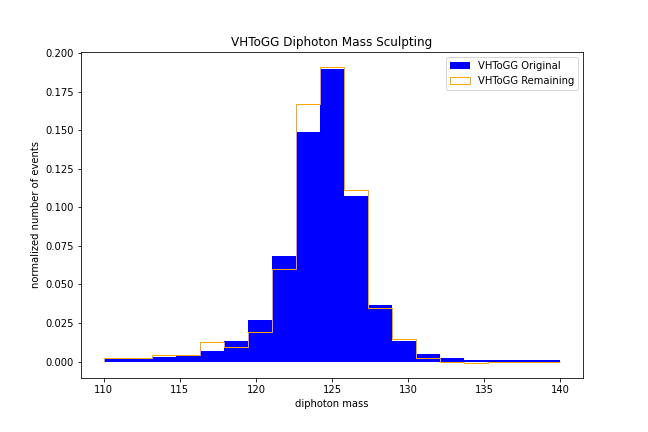 VHToGG Diphoton Mass Sculpting
VHToGG Original
VHToGG Remaining
normalized number of events
0.200
0.175
0.150
0.125
0.100
0.075
0.050
0.025
0.000
110 115 120 125 130 135 140
diphoton mass